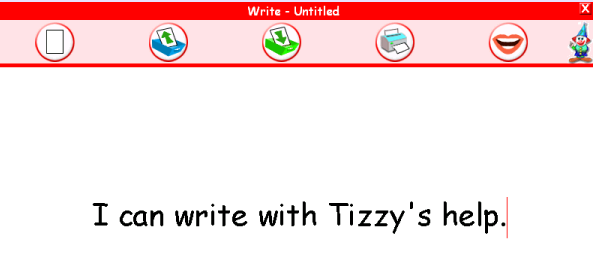 Write - Untitled
X
I can write with Tizzy's help.